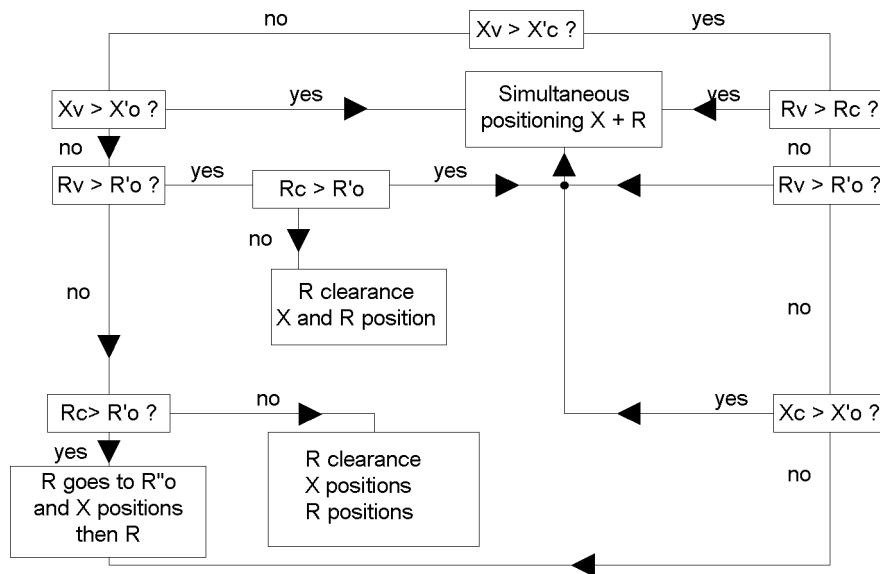 no
Xv > X'c ?
yes
Xv > X'o ?
yes
Simultaneous
positioning X + R
yes
Rv > Rc ?
no
no
Rv > R'o ?
yes
Rc > R'o
yes
Rv > R'o ?
no
R clearance
X and R position
no
no
Rc> R'o ?
no
yes
Xc > X'o ?
yes
R goes to R"o
and X positions
then R
R clearance
X positions
R positions
no